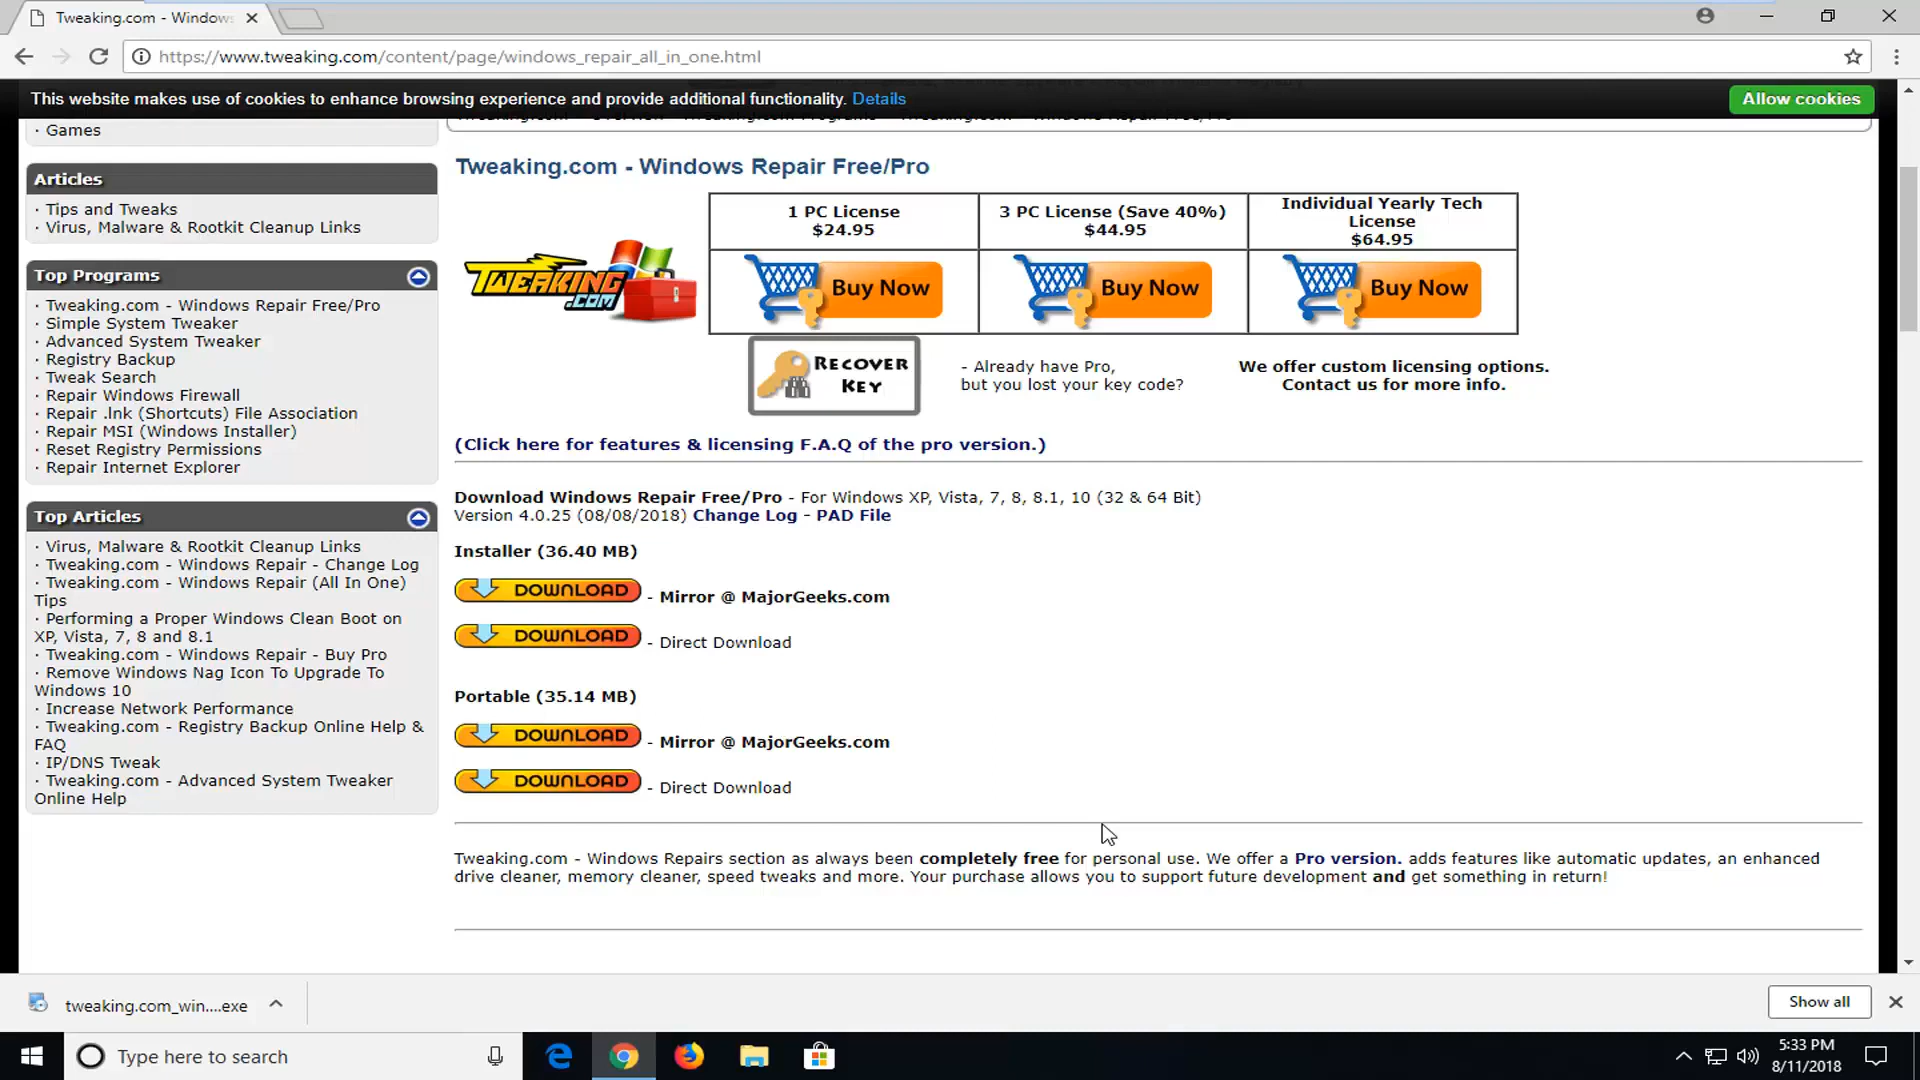 Tweaking.com - Window
https://www.tweaking.com/content/page/windows_repair_all_in_one.html
This website makes use of cookies to enhance browsing experience and provide additional functionality. Details
Allow cookies
· Games
Articles
· Tips and Tweaks
· Virus, Malware & Rootkit Cleanup Links
Top Programs
· Tweaking.com - Windows Repair Free/Pro
· Simple System Tweaker
· Advanced System Tweaker
· Registry Backup
· Tweak Search
· Repair Windows Firewall
· Repair .lnk (Shortcuts) File Association
· Repair MSI (Windows Installer)
· Reset Registry Permissions
· Repair Internet Explorer
Top Articles
· Virus, Malware & Rootkit Cleanup Links
· Tweaking.com - Windows Repair - Change Log
· Tweaking.com - Windows Repair (All In One)
Tips
· Performing a Proper Windows Clean Boot on
XP, Vista, 7, 8 and 8.1
· Tweaking.com - Windows Repair - Buy Pro
· Remove Windows Nag Icon To Upgrade To
Windows 10
· Increase Network Performance
· Tweaking.com - Registry Backup Online Help &
FAQ
· IP/DNS Tweak
· Tweaking.com - Advanced System Tweaker
Online Help
Tweaking.com - Windows Repair Free/Pro
TWEAKING
.COM
1 PC License
$24.95
3 PC License (Save 40%)
$44.95
Individual Yearly Tech
License
$64.95
Buy Now
Buy Now
Buy Now
RECOVER
KEY
- Already have Pro,
but you lost your key code?
We offer custom licensing options.
Contact us for more info.
(Click here for features & licensing F.A.Q of the pro version.)
Download Windows Repair Free/Pro - For Windows XP, Vista, 7, 8, 8.1, 10 (32 & 64 Bit)
Version 4.0.25 (08/08/2018) Change Log - PAD File
Installer (36.40 MB)
DOWNLOAD - Mirror @ MajorGeeks.com
DOWNLOAD - Direct Download
Portable (35.14 MB)
DOWNLOAD - Mirror @ MajorGeeks.com
DOWNLOAD - Direct Download
Tweaking.com - Windows Repairs section as always been completely free for personal use. We offer a Pro version. adds features like automatic updates, an enhanced
drive cleaner, memory cleaner, speed tweaks and more. Your purchase allows you to support future development and get something in return!
tweaking.com_win....exe
Show all
Type here to search
5:33 PM
8/11/2018